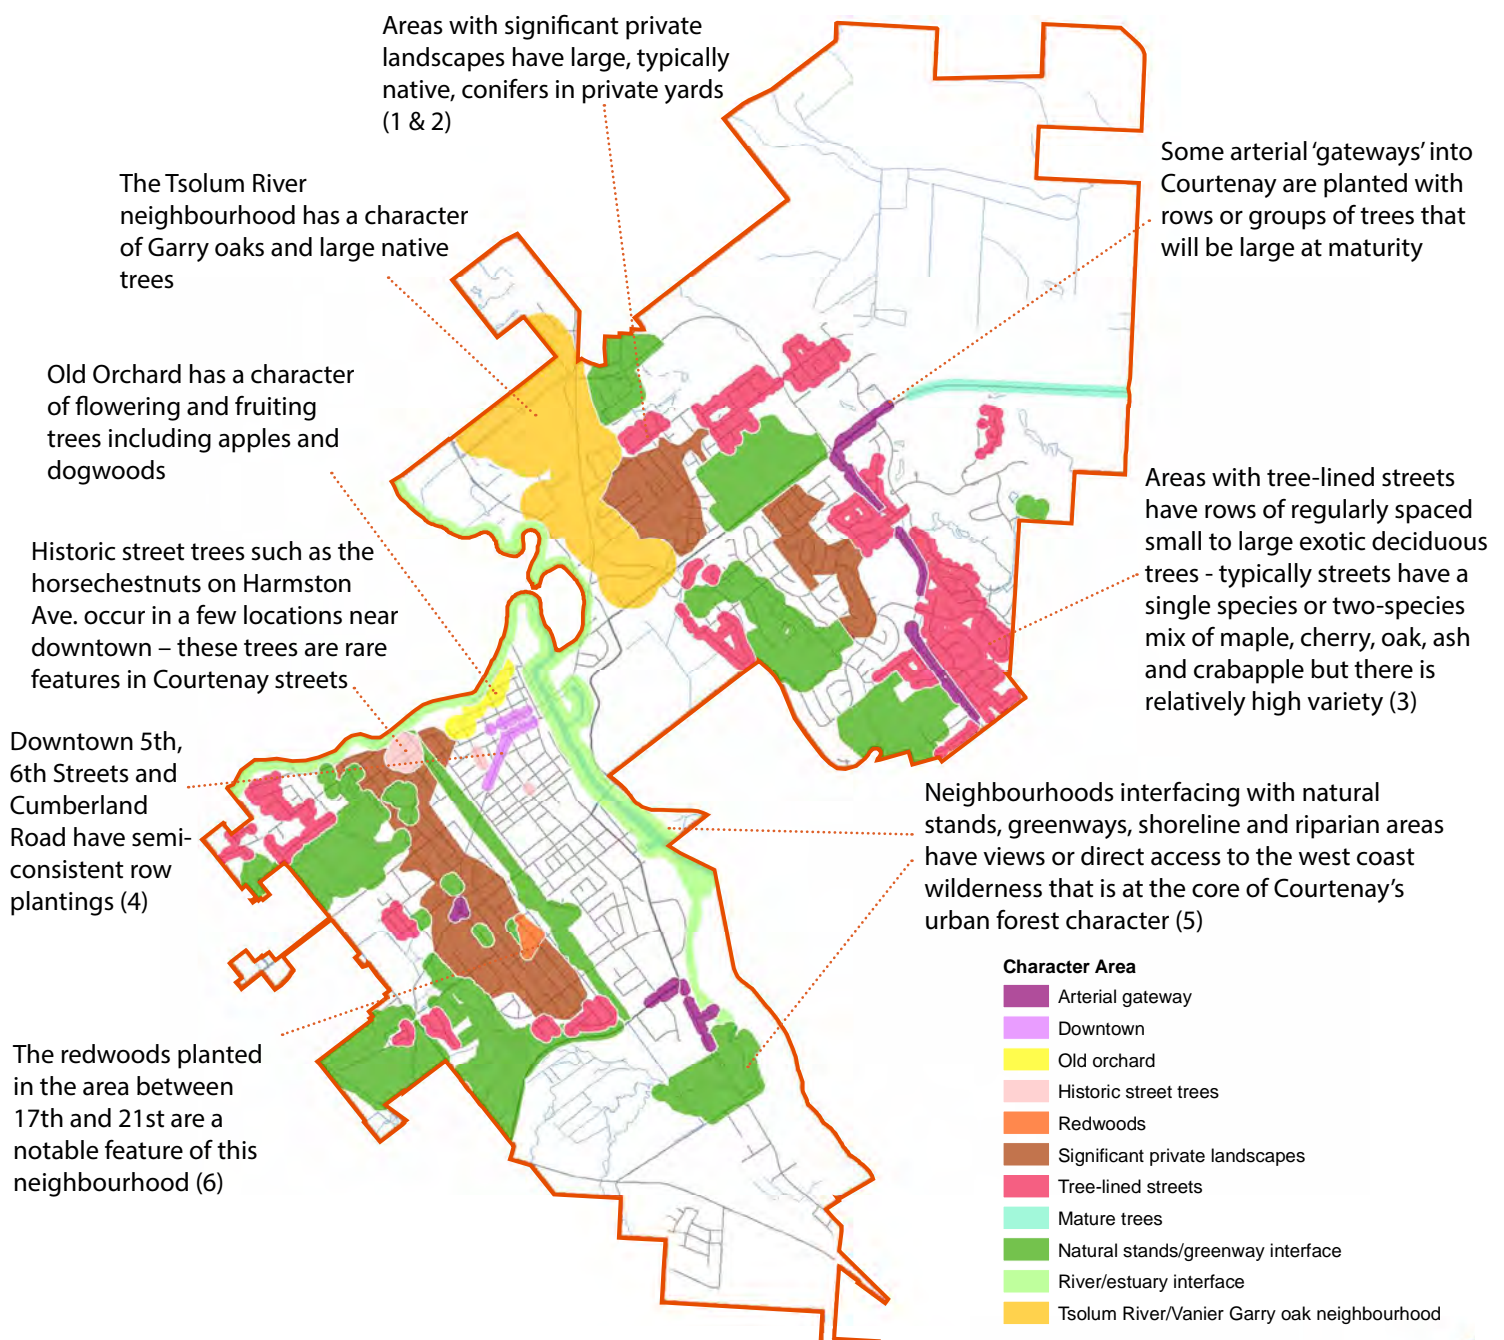 Areas with significant private
landscapes have large, typically
native, conifers in private yards
(1 & 2)
Some arterial ‘gateways’ into
Courtenay are planted with
rows or groups of trees that
will be large at maturity
The Tsolum River
neighbourhood has a character
of Garry oaks and large native
trees
Old Orchard has a character
of flowering and fruiting
trees including apples and
dogwoods
Areas with tree-lined streets
have rows of regularly spaced
small to large exotic deciduous
trees - typically streets have a
single species or two-species
mix of maple, cherry, oak, ash
and crabapple but there is
relatively high variety (3)
Historic street trees such as the
horsechestnuts on Harmston
Ave. occur in a few locations near
downtown – these trees are rare
features in Courtenay streets
Downtown 5th,
6th Streets and
Cumberland
Road have semi-
consistent row
plantings (4)
Neighbourhoods interfacing with natural
stands, greenways, shoreline and riparian areas
have views or direct access to the west coast
wilderness that is at the core of Courtenay’s
urban forest character (5)
The redwoods planted
in the area between
17th and 21st are a
notable feature of this
neighbourhood (6)
Character Area
Arterial gateway
Downtown
Old orchard
Historic street trees
Redwoods
Significant private landscapes
Tree-lined streets
Mature trees
Natural stands/greenway interface
River/estuary interface
Tsolum River/Vanier Garry oak neighbourhood